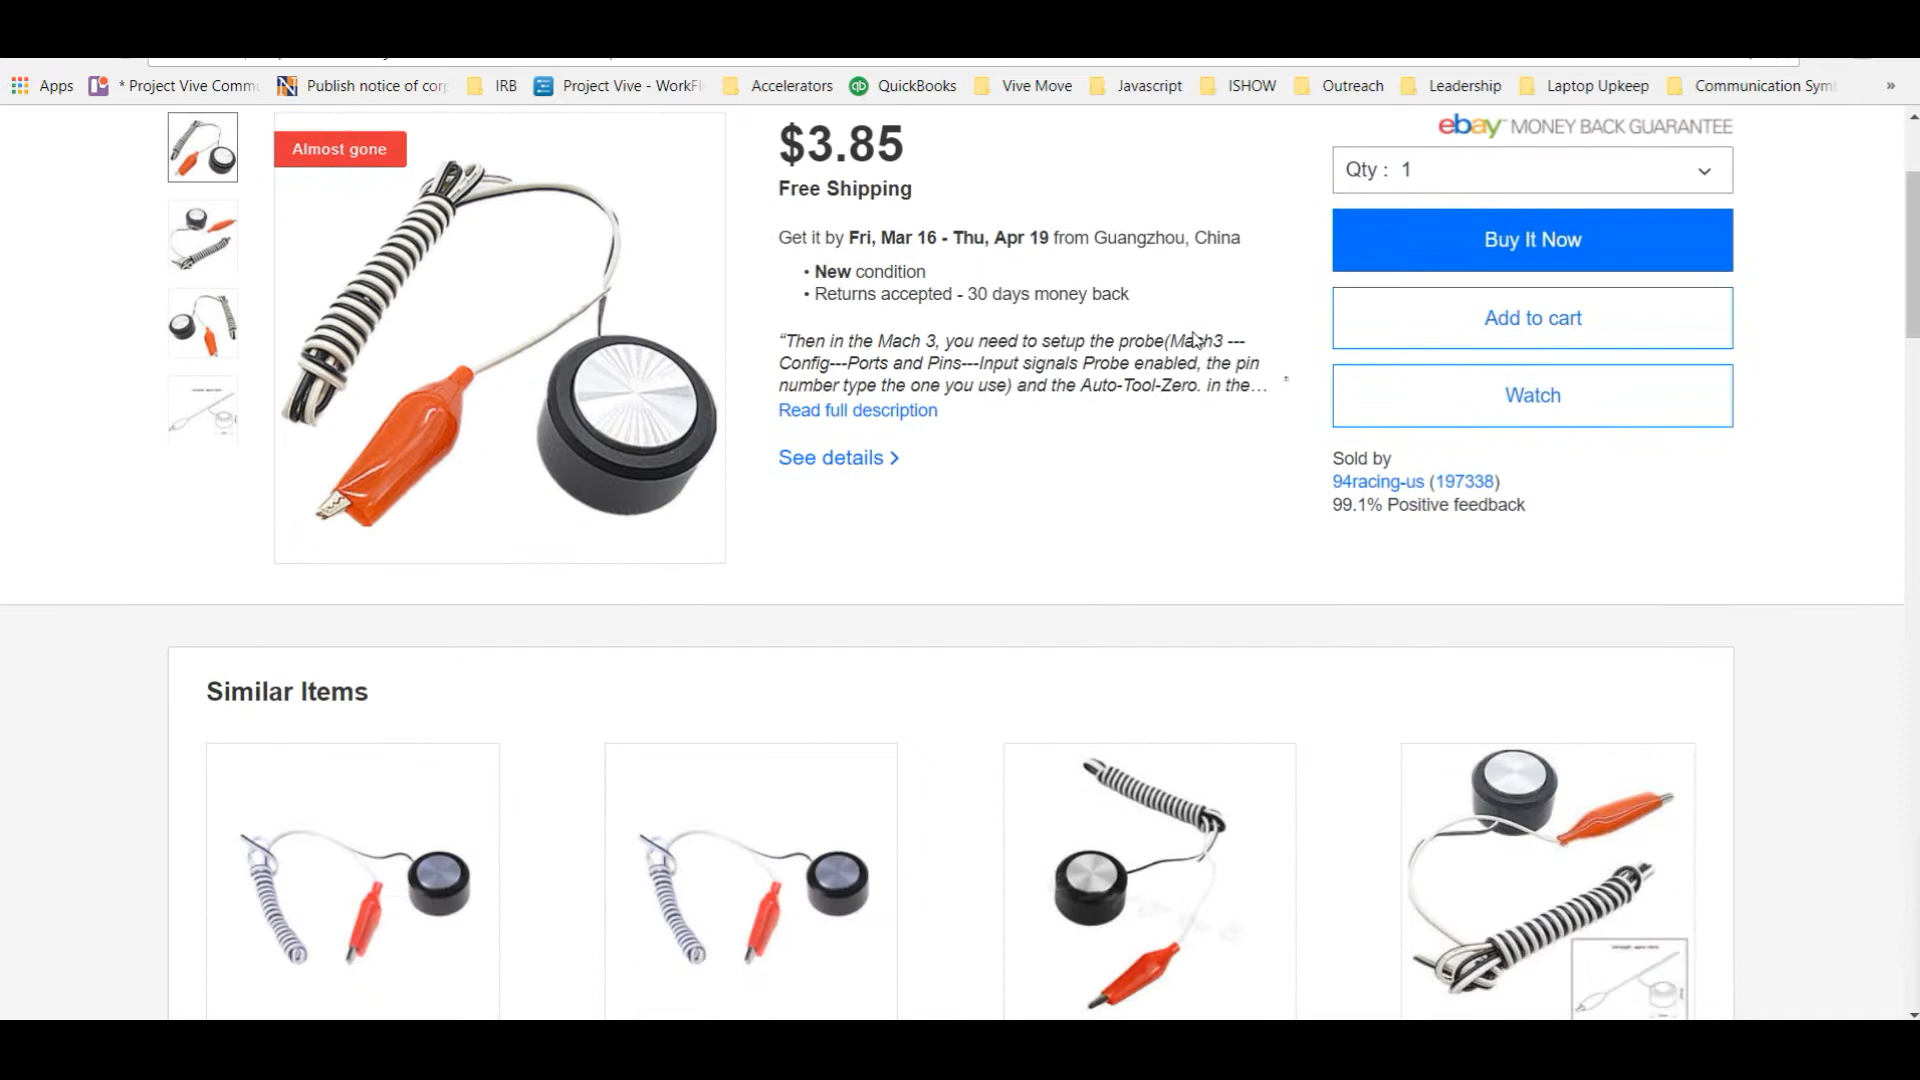 Apps * Project Vive Comm Publish notice of cor IRB Project Vive - WorkFl Accelerators QuickBooks Vive Move Javascript ISHOW Outreach Leadership Laptop Upkeep Communication Sym »
Almost gone
$3.85
Free Shipping
Get it by Fri, Mar 16 - Thu, Apr 19 from Guangzhou, China
• New condition
• Returns accepted - 30 days money back
“Then in the Mach 3, you need to setup the probe(Mach3 ---
Config---Ports and Pins---Input signals Probe enabled, the pin
number type the one you use) and the Auto-Tool-Zero. in the... "
Read full description
See details >
ebay MONEY BACK GUARANTEE
Qty : 1
Buy It Now
Add to cart
Watch
Sold by
94racing-us (197338)
99.1% Positive feedback
Similar Items